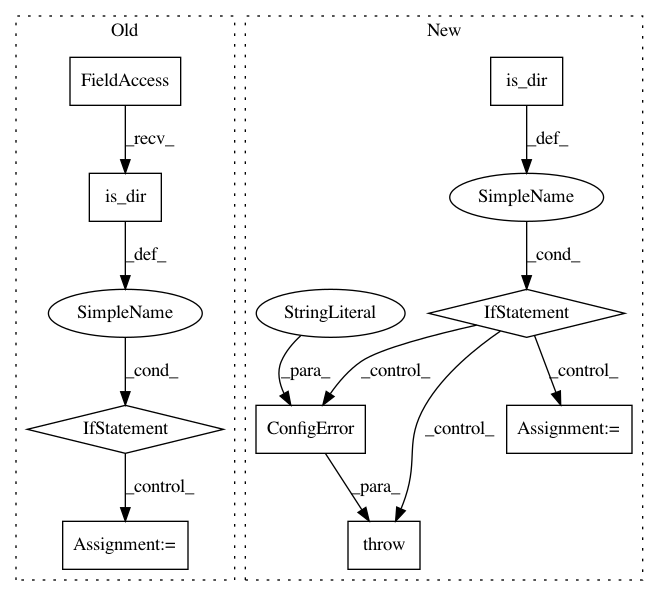 Old
New
FieldAccess
is_dir
_recv_
_def_
is_dir
SimpleName
_def_
_cond_
SimpleName
StringLiteral
IfStatement
_cond_
_para_
_control_
_control_
IfStatement
ConfigError
_control_
Assignment:=
_control_
_para_
Assignment:=
throw